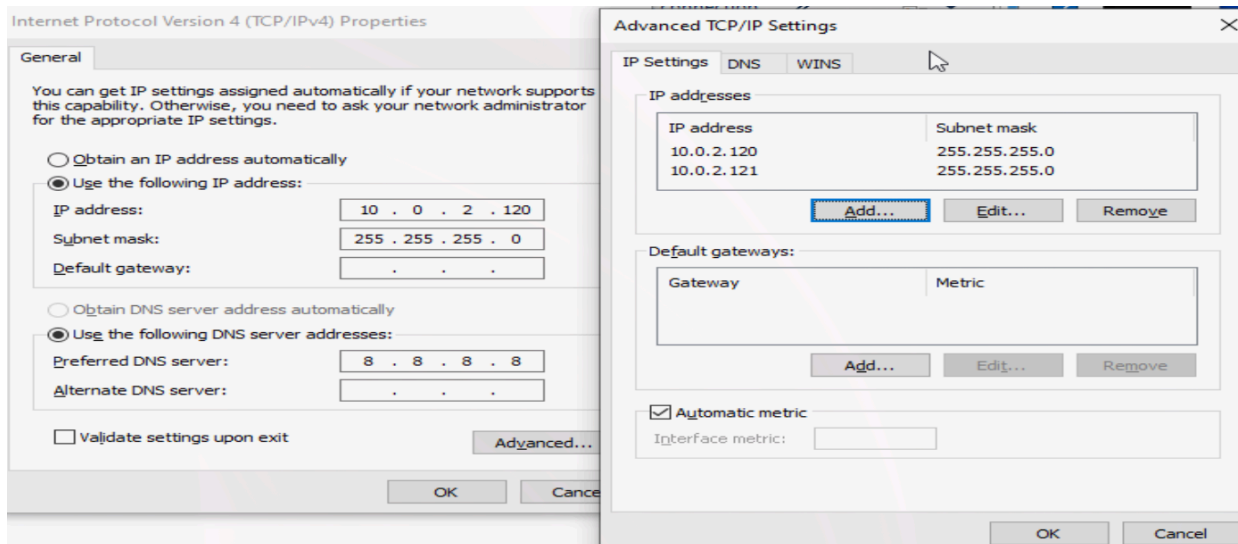 Internet Protocol Version 4 (TCP/IPv4) Properties
General
You can get IP settings assigned automatically if your network supports
this capability. Otherwise, you need to ask your network administrator
for the appropriate IP settings.
Obtain an IP address automatically
Use the following IP address:
IP address: 10 . 0 . 2 . 120
Subnet mask: 255 . 255 . 255 . 0
Default gateway: . . .
Obtain DNS server address automatically
Use the following DNS server addresses:
Preferred DNS server: 8 . 8 . 8 . 8
Alternate DNS server: . . .
Validate settings upon exit
Advanced...
OK Cance
Advanced TCP/IP Settings
IP Settings DNS WINS
IP addresses
IP address Subnet mask
10.0.2.120 255.255.255.0
10.0.2.121 255.255.255.0
Add... Edit... Remove
Default gateways:
Gateway Metric
Add... Edit... Remove
Automatic metric
Interface metric:
OK Cancel